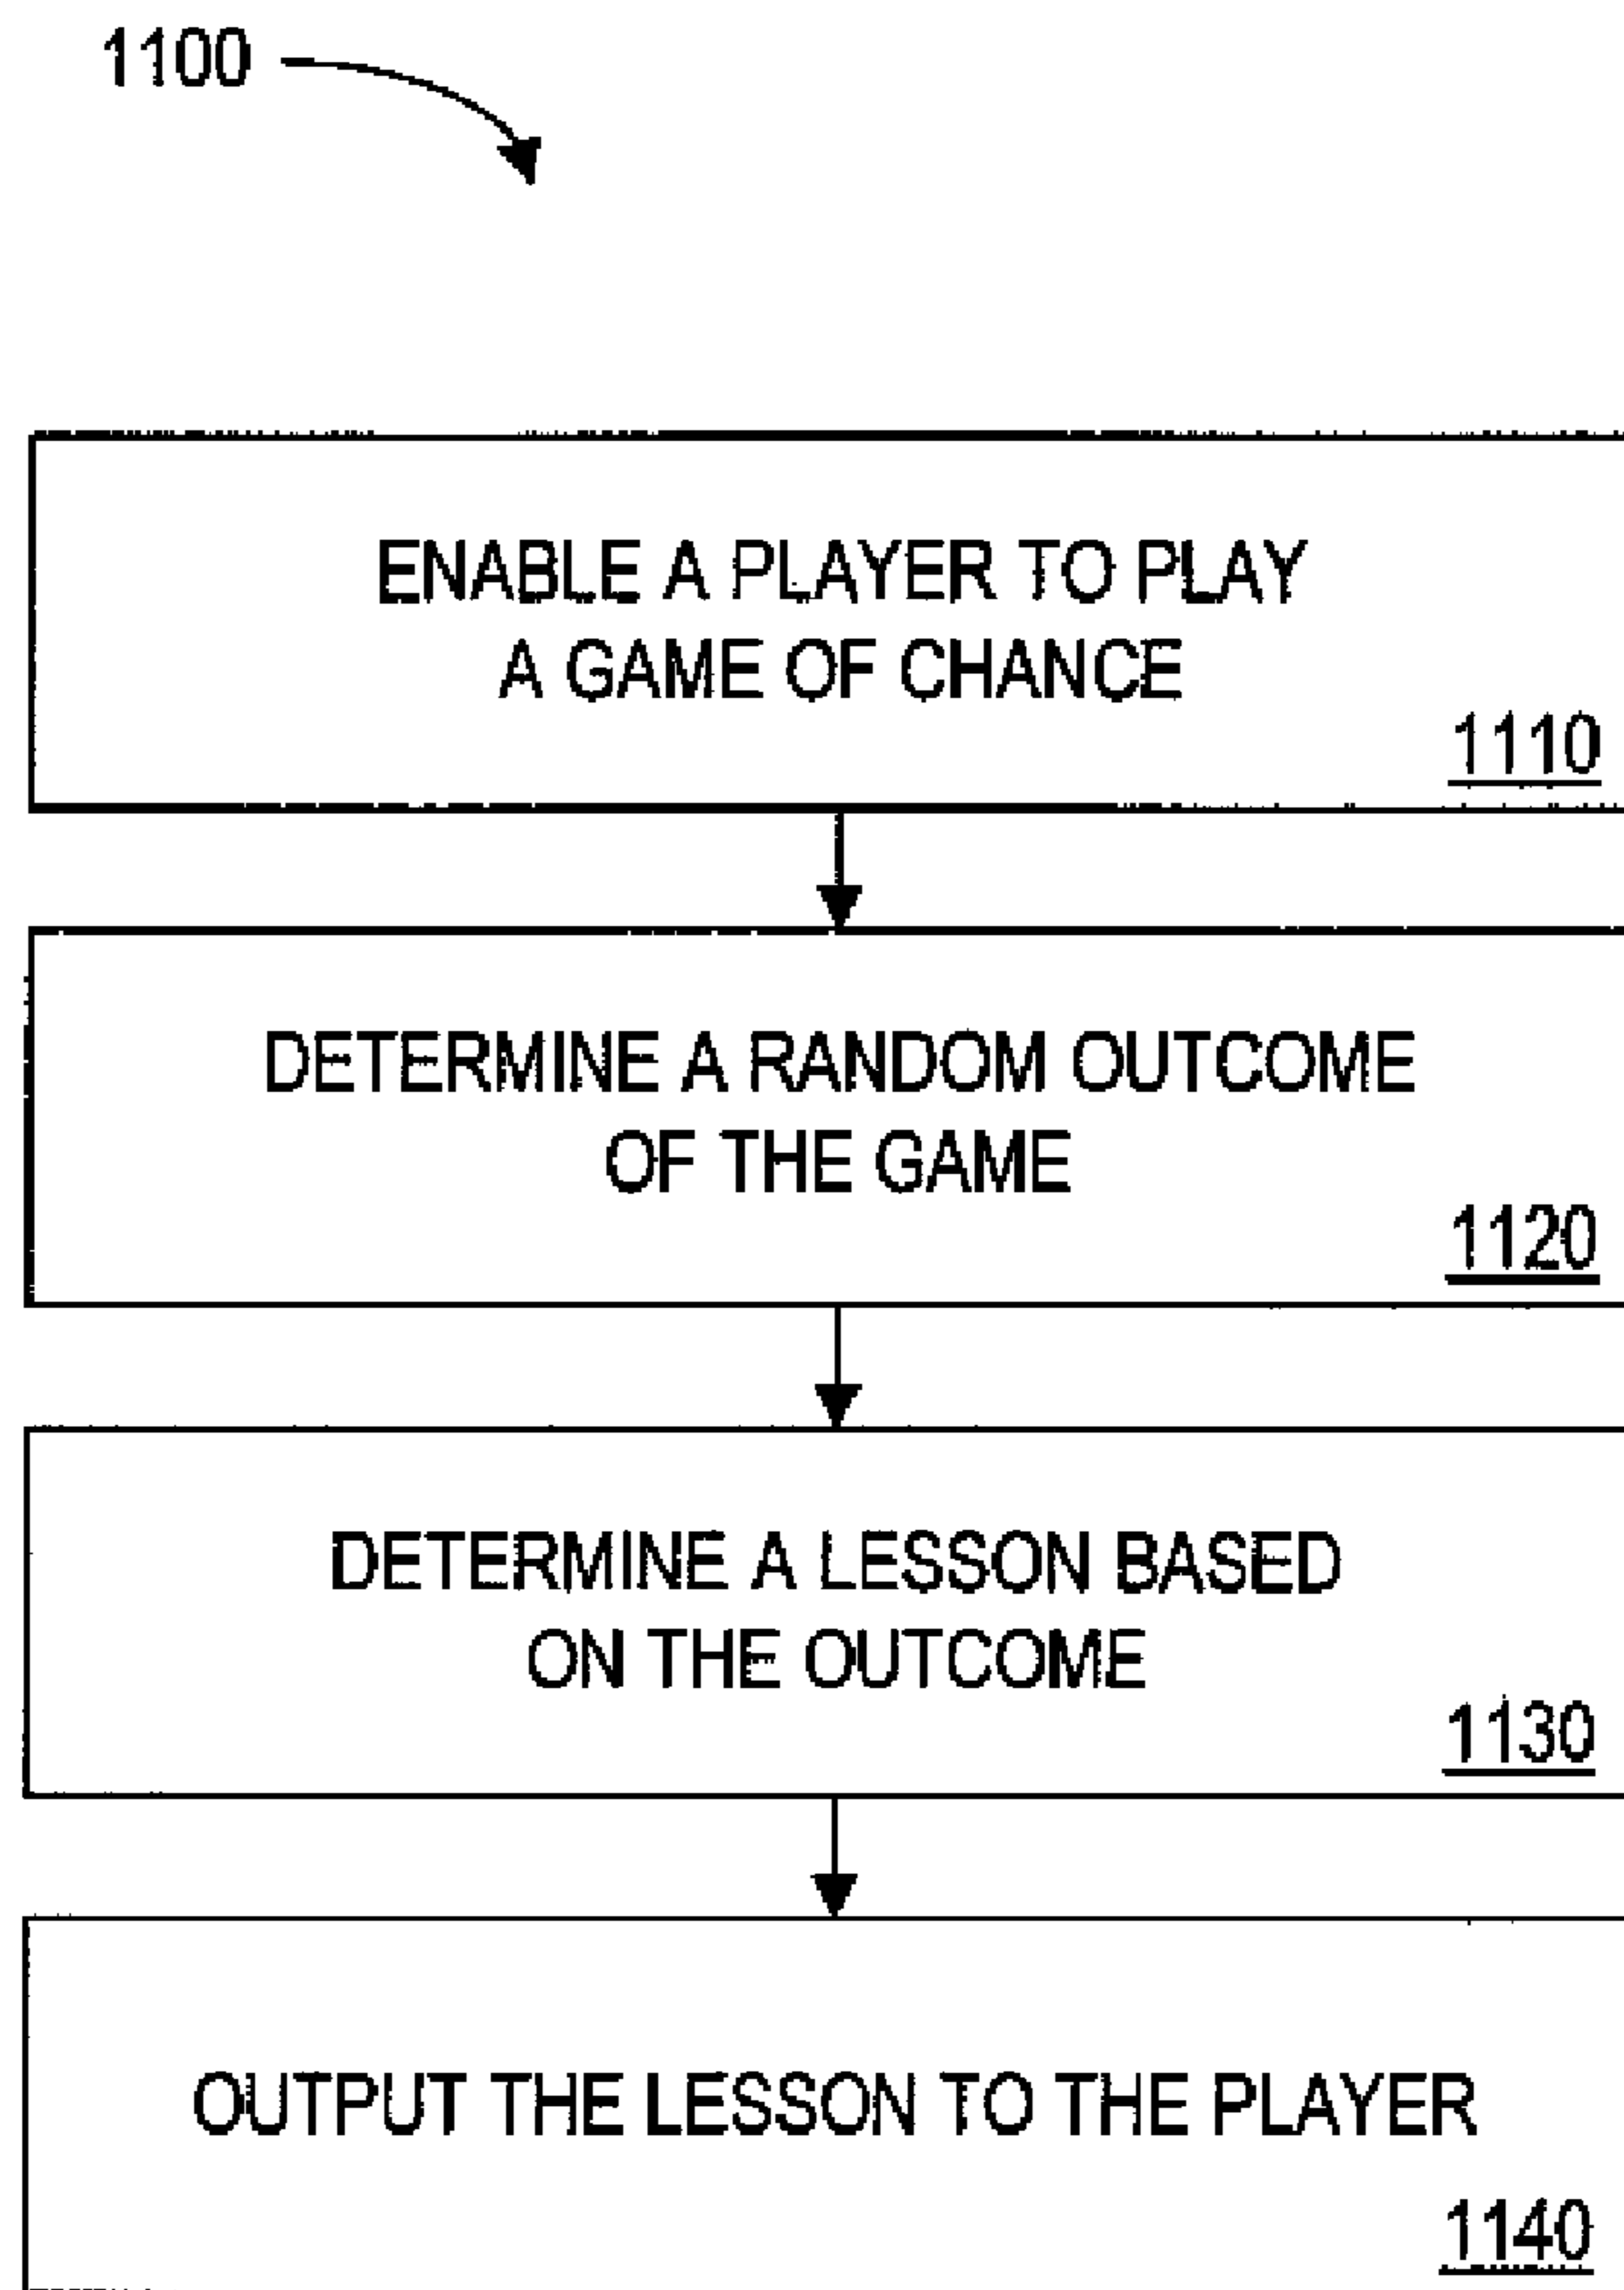 1100
ENABLE A PLAYER TO PLAY
A GAME OF CHANCE
1110
DETERMINE A RANDOM OUTCOME
OF THE GAME
1120
DETERMINE A LESSON BASED
ON THE OUTCOME
1130
OUTPUT THE LESSON TO THE PLAYER
1140